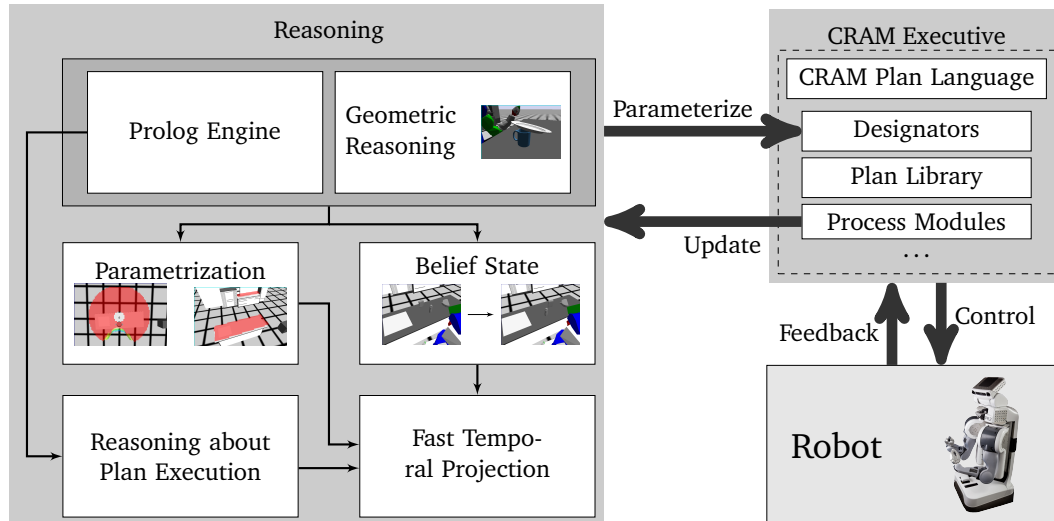 Reasoning
Prolog Engine
Geometric
Reasoning
Parametrization
Belief State
Reasoning about
Plan Execution
Fast Tempo-
ral Projection
Parameterize
Update
CRAM Executive
CRAM Plan Language
Designators
Plan Library
Process Modules
...
Feedback
Control
Robot